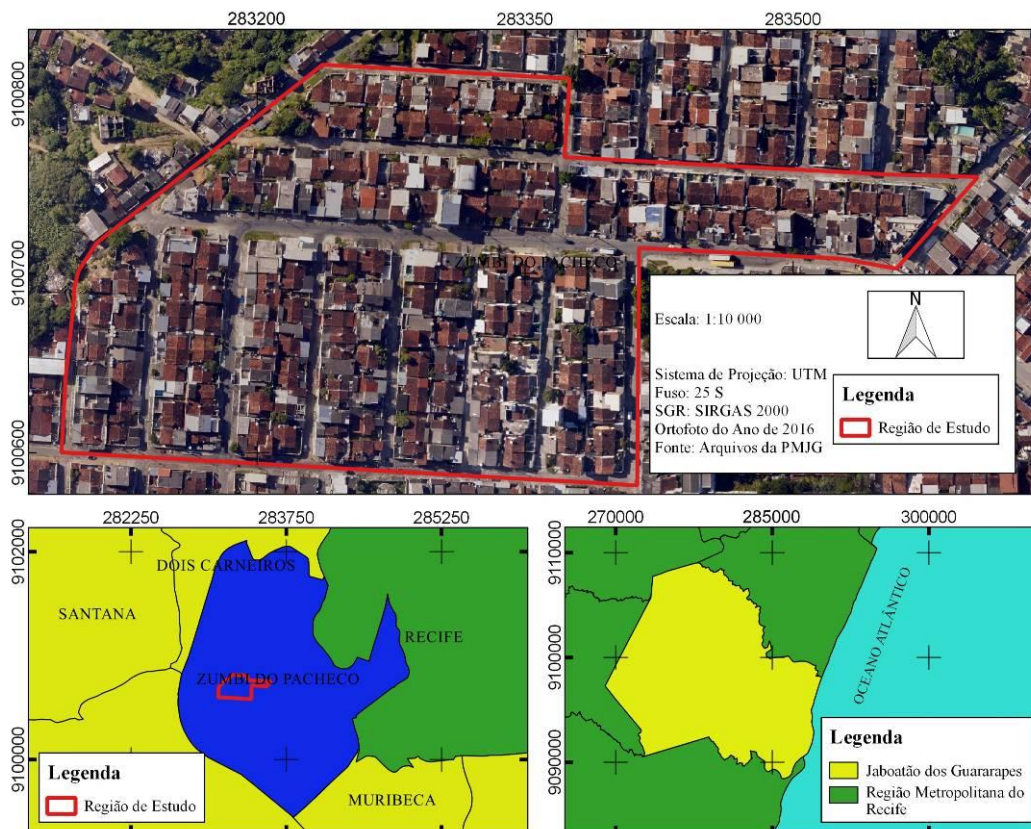 283200 283350 283500
9100800
9100700
9100600
ZUMBI DO PACHECO
Escala: 1:10 000
N
Sistema de Projeção: UTM
Fuso: 25 S
SGR: SIRGAS 2000
Ortofoto do Ano de 2016
Fonte: Arquivos da PMJG
Legenda
Região de Estudo
282250 283750 285250
9102000
9100000
DOIS CARNEIROS
SANTANA
RECIFE
ZUMBI DO PACHECO
MURIBECA
Legenda
Região de Estudo
270000 285000 300000
9110000
9100000
9090000
OCEANO ATLÂNTICO
Legenda
Jaboatão dos Guararapes
Região Metropolitana do
Recife